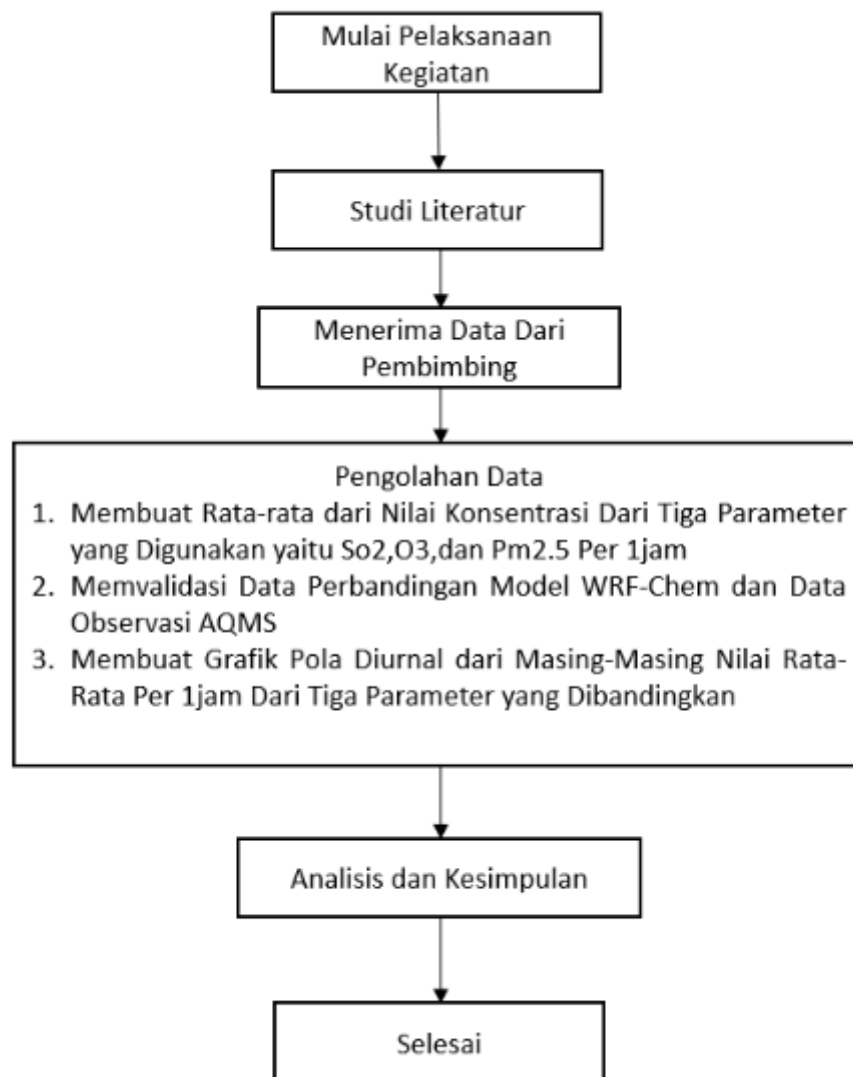 Mulai Pelaksanaan
Kegiatan
Studi Literatur
Menerima Data Dari
Pembimbing
Pengolahan Data
1. Membuat Rata-rata dari Nilai Konsentrasi Dari Tiga Parameter
yang Digunakan yaitu So2,O3,dan Pm2.5 Per 1jam
2. Memvalidasi Data Perbandingan Model WRF-Chem dan Data
Observasi AQMS
3. Membuat Grafik Pola Diurnal dari Masing-Masing Nilai Rata-
Rata Per 1jam Dari Tiga Parameter yang Dibandingkan
Analisis dan Kesimpulan
Selesai